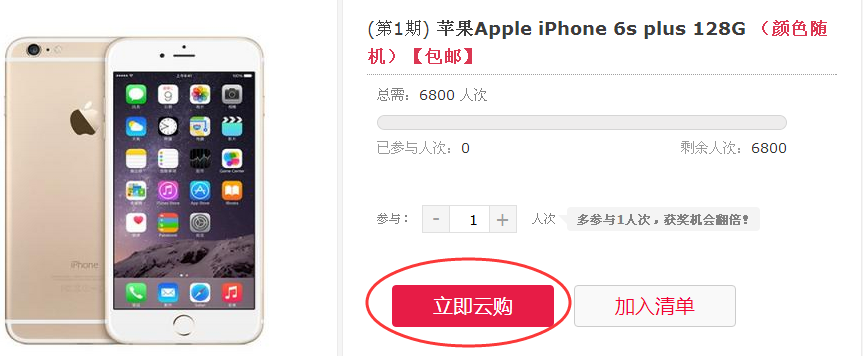 (第1期) 苹果Apple iPhone 6s plus 128G （颜色随
机）【包邮】
总需：6800 人次
已参与人次：0
剩余人次：6800
参与：
-
1
+
人次
多参与1人次，获奖机会翻倍!
立即云购
加入清单
iPhone